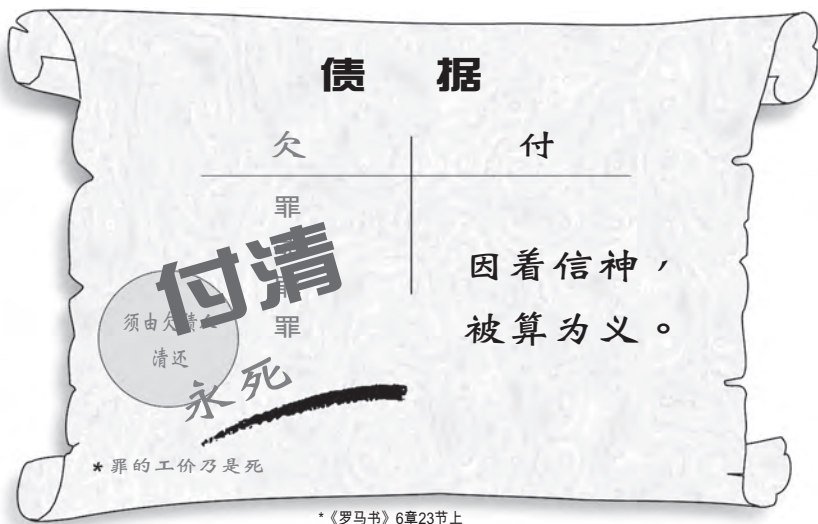 债 据
欠 付
罪
罪
付清
因着信神，
被算为义。
须由欠债人
清还
永死
*罪的工价乃是死
*《罗马书》6章23节上